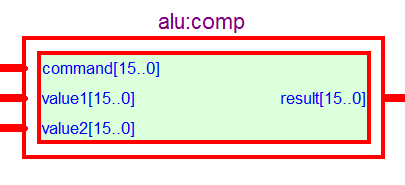 alu:comp
command[15..0]
value1[15..0] result[15..0]
value2[15..0]